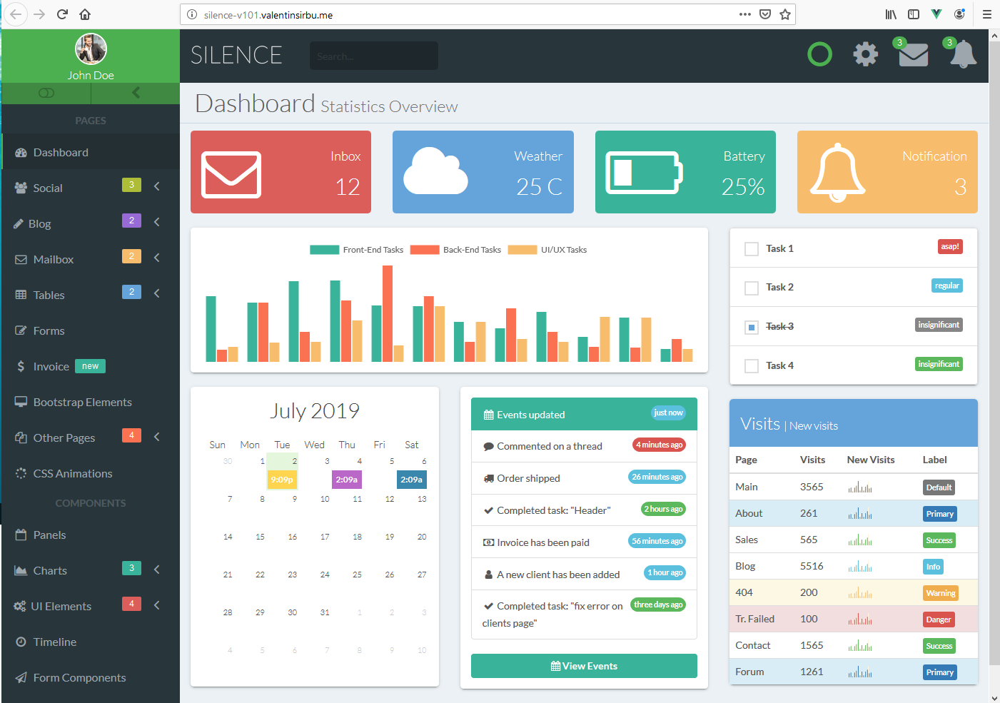 silence-v101.valentinsirbu.me
John Doe
SILENCE
Search...
3
3
PAGES
Dashboard
Social 3
Blog 2
Mailbox 2
Tables 2
Forms
Invoice new
Bootstrap Elements
Other Pages 4
CSS Animations
COMPONENTS
Panels
Charts 3
UI Elements 4
Timeline
Form Components
Dashboard Statistics Overview
Inbox
12
Weather
25 C
Battery
25%
Notification
3
Front-End Tasks Back-End Tasks UI/UX Tasks
Task 1 asap!
Task 2 regular
Task 3 insignificant
Task 4 insignificant
July 2019
Sun Mon Tue Wed Thu Fri Sat
30 1 2 3 4 5 6
9:09p 2:09a 2:09a
7 8 9 10 11 12 13
14 15 16 17 18 19 20
21 22 23 24 25 26 27
28 29 30 31 1 2 3
4 5 6 7 8 9 10
Events updated just now
Commented on a thread 4 minutes ago
Order shipped 26 minutes ago
Completed task: "Header" 2 hours ago
Invoice has been paid 56 minutes ago
A new client has been added 1 hour ago
Completed task: "fix error on three days ago
clients page"
View Events
Visits | New visits
Page Visits New Visits Label
Main 3565 Default
About 261 Primary
Sales 565 Success
Blog 5516 Info
404 200 Warning
Tr. Failed 100 Danger
Contact 1565 Success
Forum 1261 Primary